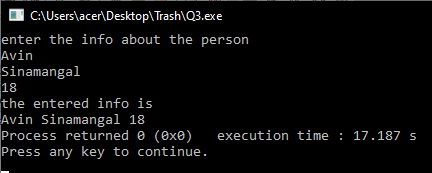 C:\Users\acer\Desktop\Trash\Q3.exe
enter the info about the person
Avin
Sinamangal
18
the entered info is
Avin Sinamangal 18
Process returned 0 (0x0)   execution time : 17.187 s
Press any key to continue.